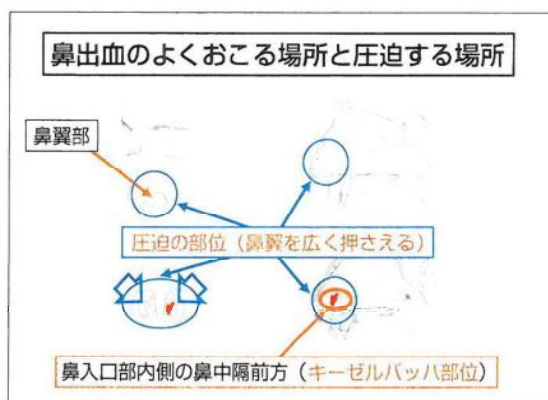 鼻出血のよくおこる場所と圧迫する場所
鼻翼部
圧迫の部位（鼻翼を広く押さえる）
鼻入口部内側の鼻中隔前方（キーゼルバッハ部位）